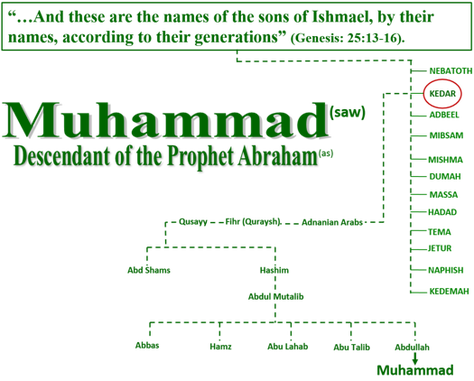 “…And these are the names of the sons of Ishmael, by their
names, according to their generations” (Genesis: 25:13-16).
NEBATOTH
KEDAR
ADBEEL
MIBSAM
MISHMA
DUMAH
MASSA
HADAD
TEMA
JETUR
NAPHISH
KEDEMAH
Muhammad(saw)
Descendant of the Prophet Abraham(as)
Qusayy Fihr (Quraysh) Adnanian Arabs
Abd Shams Hashim
Abdul Mutalib
Abbas Hamz Abu Lahab Abu Talib Abdullah
Muhammad